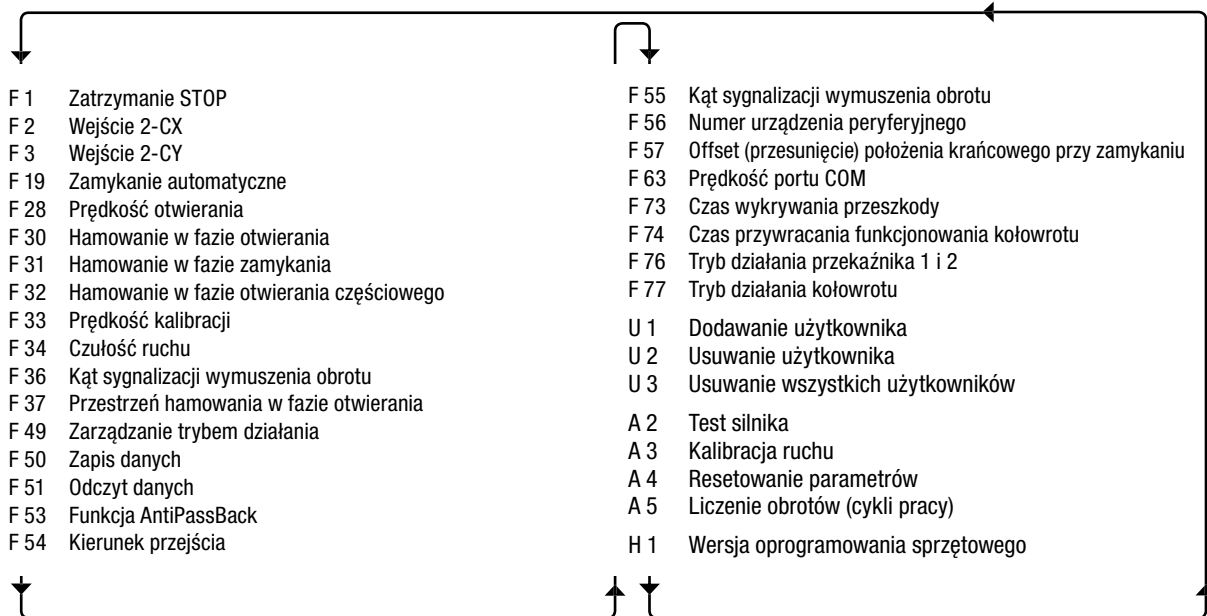 F 1 Zatrzymanie STOP
F 2 Wejście 2-CX
F 3 Wejście 2-CY
F 19 Zamykanie automatyczne
F 28 Prędkość otwierania
F 30 Hamowanie w fazie otwierania
F 31 Hamowanie w fazie zamykania
F 32 Hamowanie w fazie otwierania częściowego
F 33 Prędkość kalibracji
F 34 Czułość ruchu
F 36 Kąt sygnalizacji wymuszenia obrotu
F 37 Przestrzeń hamowania w fazie otwierania
F 49 Zarządzanie trybem działania
F 50 Zapis danych
F 51 Odczyt danych
F 53 Funkcja AntiPassBack
F 54 Kierunek przejścia
F 55 Kąt sygnalizacji wymuszenia obrotu
F 56 Numer urządzenia peryferyjnego
F 57 Offset (przesunięcie) położenia krańcowego przy zamykaniu
F 63 Prędkość portu COM
F 73 Czas wykrywania przeszkody
F 74 Czas przywracania funkcjonowania kołowrotu
F 76 Tryb działania przekaźnika 1 i 2
F 77 Tryb działania kołowrotu
U 1 Dodawanie użytkownika
U 2 Usuwanie użytkownika
U 3 Usuwanie wszystkich użytkowników
A 2 Test silnika
A 3 Kalibracja ruchu
A 4 Resetowanie parametrów
A 5 Liczenie obrotów (cykli pracy)
H 1 Wersja oprogramowania sprzętowego